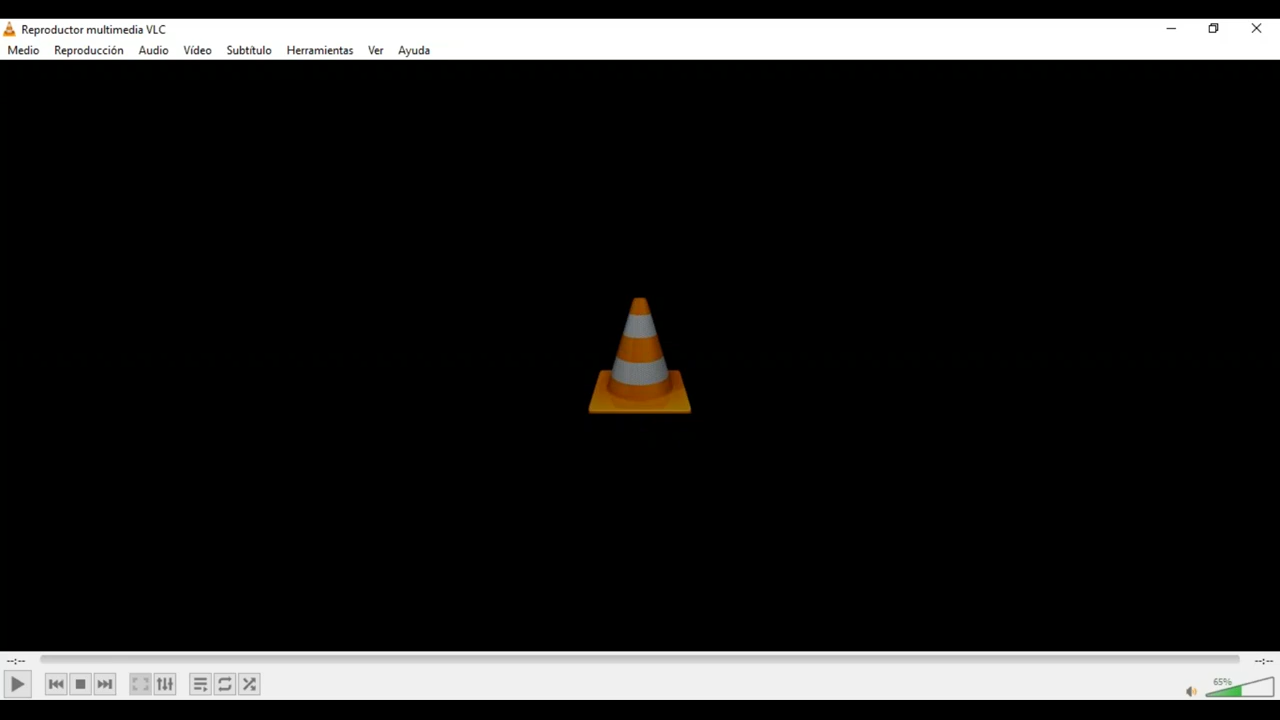 Reproductor multimedia VLC
Medio Reproducción Audio Vídeo Subtítulo Herramientas Ver Ayuda
--:-- --:--
65%